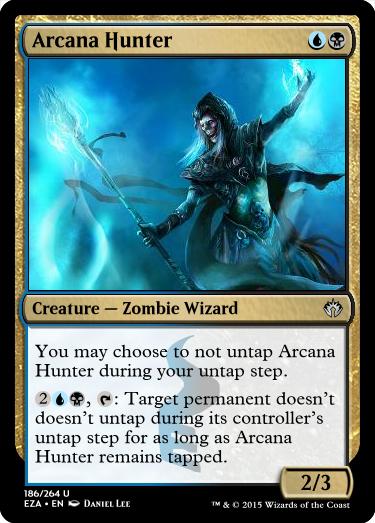 Arcana Hunter
Creature — Zombie Wizard
You may choose to not untap Arcana
Hunter during your untap step.
2, : Target permanent doesn't
doesn't untap during its controller's
untap step for as long as Arcana
Hunter remains tapped.
2/3
186/264 U
EZA • EN Daniel Lee
™ & © 2015 Wizards of the Coast